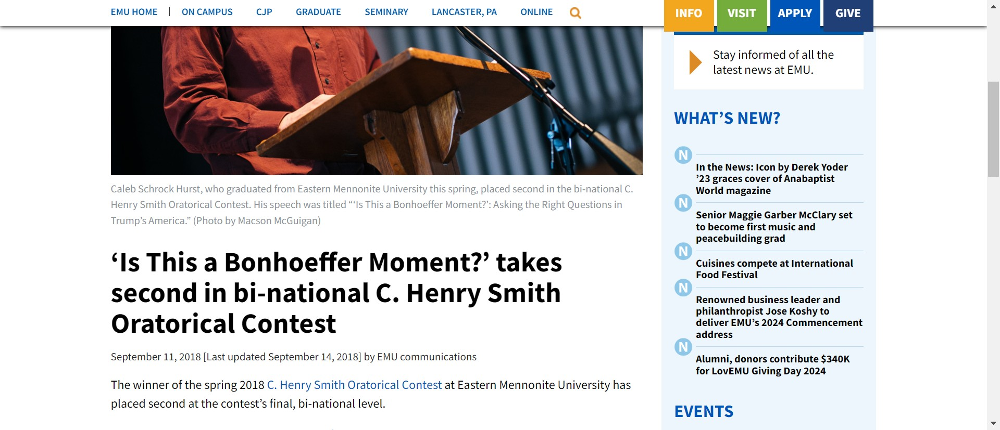 EMU HOME | ON CAMPUS CJP GRADUATE SEMINARY LANCASTER, PA ONLINE
INFO VISIT APPLY GIVE
Caleb Schrock Hurst, who graduated from Eastern Mennonite University this spring, placed second in the bi-national C.
Henry Smith Oratorical Contest. His speech was titled “‘Is This a Bonhoeffer Moment?’: Asking the Right Questions in
Trump’s America.” (Photo by Macson McGuigan)
‘Is This a Bonhoeffer Moment?’ takes
second in bi-national C. Henry Smith
Oratorical Contest
September 11, 2018 [Last updated September 14, 2018] by EMU communications
The winner of the spring 2018 C. Henry Smith Oratorical Contest at Eastern Mennonite University has
placed second at the contest’s final, bi-national level.
Stay informed of all the
latest news at EMU.
WHAT’S NEW?
N
In the News: Icon by Derek Yoder
’23 graces cover of Anabaptist
World magazine
N
Senior Maggie Garber McClary set
to become first music and
peacebuilding grad
N
Cuisines compete at International
Food Festival
N
Renowned business leader and
philanthropist Jose Koshy to
deliver EMU’s 2024 Commencement
address
N
Alumni, donors contribute $340K
for LovEMU Giving Day 2024
EVENTS